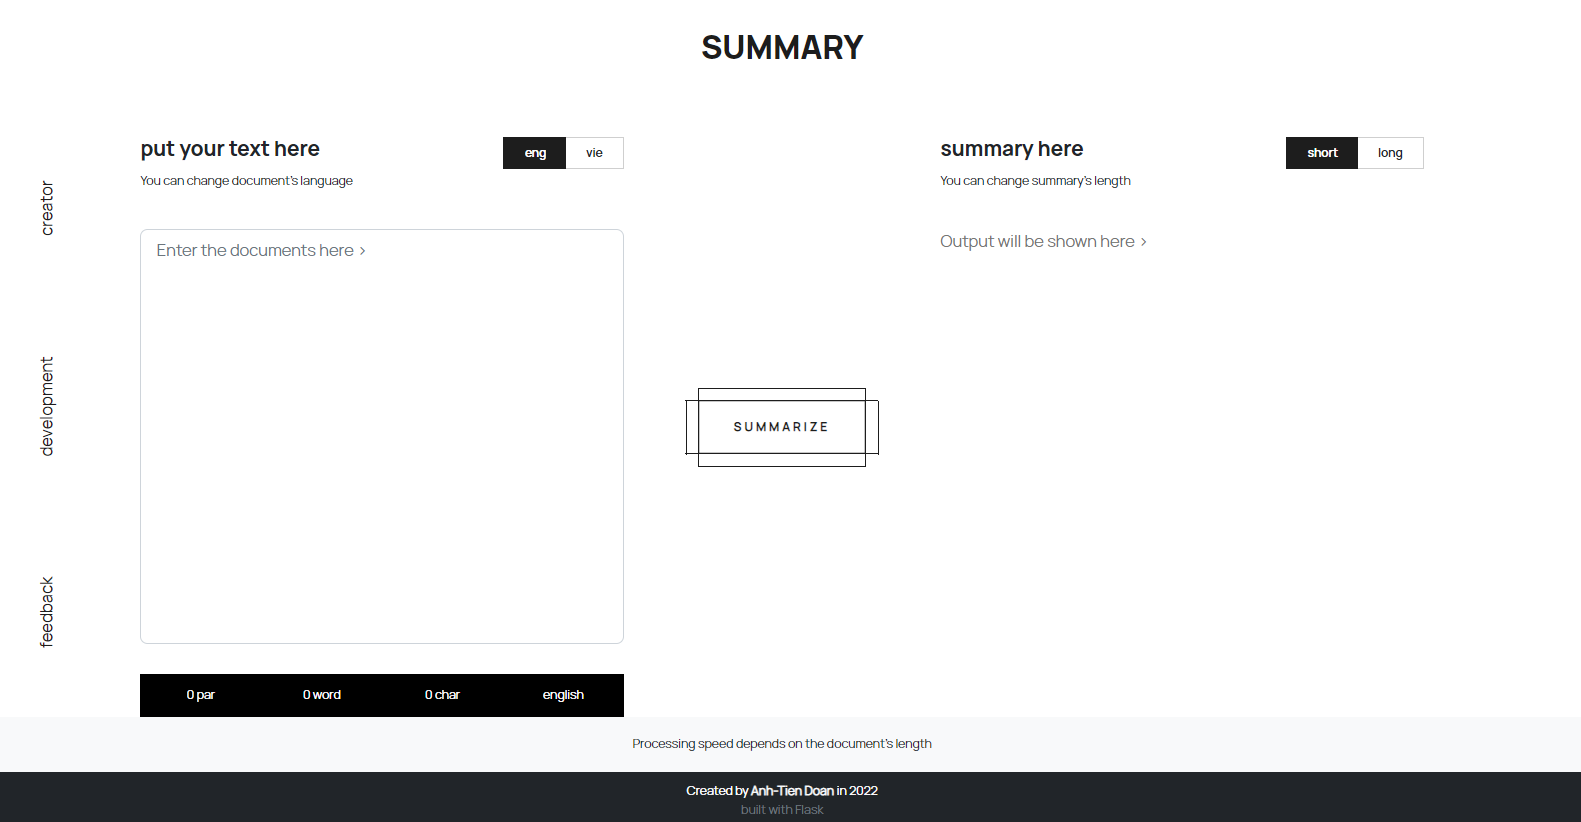 SUMMARY
creator
development
feedback
put your text here
eng
vie
You can change document's language
Enter the documents here >
0 par
0 word
0 char
english
SUMMARIZE
summary here
short
long
You can change summary's length
Output will be shown here >
Processing speed depends on the document's length
Created by Anh-Tien Doan in 2022
built with Flask